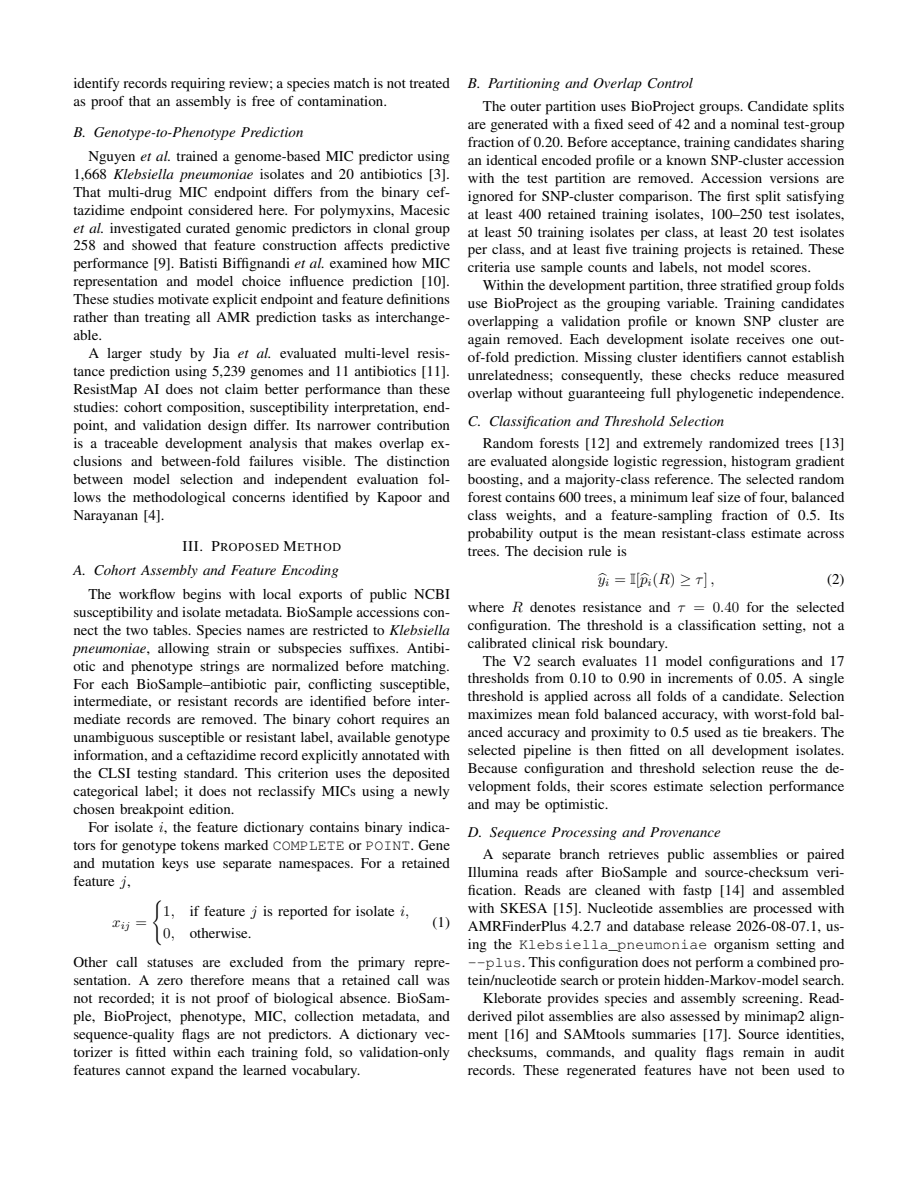 identify records requiring review; a species match is not treated
as proof that an assembly is free of contamination.
B. Genotype-to-Phenotype Prediction
Nguyen et al. trained a genome-based MIC predictor using
1,668 Klebsiella pneumoniae isolates and 20 antibiotics [3].
That multi-drug MIC endpoint differs from the binary cef-
tazidime endpoint considered here. For polymyxins, Macesic
et al. investigated curated genomic predictors in clonal group
258 and showed that feature construction affects predictive
performance [9]. Batisti Biffignandi et al. examined how MIC
representation and model choice influence prediction [10].
These studies motivate explicit endpoint and feature definitions
rather than treating all AMR prediction tasks as interchange-
able.
A larger study by Jia et al. evaluated multi-level resis-
tance prediction using 5,239 genomes and 11 antibiotics [11].
ResistMap AI does not claim better performance than these
studies: cohort composition, susceptibility interpretation, end-
point, and validation design differ. Its narrower contribution
is a traceable development analysis that makes overlap ex-
clusions and between-fold failures visible. The distinction
between model selection and independent evaluation fol-
lows the methodological concerns identified by Kapoor and
Narayanan [4].
III. PROPOSED METHOD
A. Cohort Assembly and Feature Encoding
The workflow begins with local exports of public NCBI
susceptibility and isolate metadata. BioSample accessions con-
nect the two tables. Species names are restricted to Klebsiella
pneumoniae, allowing strain or subspecies suffixes. Antibi-
otic and phenotype strings are normalized before matching.
For each BioSample–antibiotic pair, conflicting susceptible,
intermediate, or resistant records are identified before inter-
mediate records are removed. The binary cohort requires an
unambiguous susceptible or resistant label, available genotype
information, and a ceftazidime record explicitly annotated with
the CLSI testing standard. This criterion uses the deposited
categorical label; it does not reclassify MICs using a newly
chosen breakpoint edition.
For isolate i, the feature dictionary contains binary indica-
tors for genotype tokens marked COMPLETE or POINT. Gene
and mutation keys use separate namespaces. For a retained
feature j,
x_ij = { 1, if feature j is reported for isolate i, (1)
0, otherwise.
Other call statuses are excluded from the primary repre-
sentation. A zero therefore means that a retained call was
not recorded; it is not proof of biological absence. BioSam-
ple, BioProject, phenotype, MIC, collection metadata, and
sequence-quality flags are not predictors. A dictionary vec-
torizer is fitted within each training fold, so validation-only
features cannot expand the learned vocabulary.
B. Partitioning and Overlap Control
The outer partition uses BioProject groups. Candidate splits
are generated with a fixed seed of 42 and a nominal test-group
fraction of 0.20. Before acceptance, training candidates sharing
an identical encoded profile or a known SNP-cluster accession
with the test partition are removed. Accession versions are
ignored for SNP-cluster comparison. The first split satisfying
at least 400 retained training isolates, 100–250 test isolates,
at least 50 training isolates per class, at least 20 test isolates
per class, and at least five training projects is retained. These
criteria use sample counts and labels, not model scores.
Within the development partition, three stratified group folds
use BioProject as the grouping variable. Training candidates
overlapping a validation profile or known SNP cluster are
again removed. Each development isolate receives one out-
of-fold prediction. Missing cluster identifiers cannot establish
unrelatedness; consequently, these checks reduce measured
overlap without guaranteeing full phylogenetic independence.
C. Classification and Threshold Selection
Random forests [12] and extremely randomized trees [13]
are evaluated alongside logistic regression, histogram gradient
boosting, and a majority-class reference. The selected random
forest contains 600 trees, a minimum leaf size of four, balanced
class weights, and a feature-sampling fraction of 0.5. Its
probability output is the mean resistant-class estimate across
trees. The decision rule is
ŷ_i = 𝕀[p̂_i(R) ≥ τ], (2)
where R denotes resistance and τ = 0.40 for the selected
configuration. The threshold is a classification setting, not a
calibrated clinical risk boundary.
The V2 search evaluates 11 model configurations and 17
thresholds from 0.10 to 0.90 in increments of 0.05. A single
threshold is applied across all folds of a candidate. Selection
maximizes mean fold balanced accuracy, with worst-fold bal-
anced accuracy and proximity to 0.5 used as tie breakers. The
selected pipeline is then fitted on all development isolates.
Because configuration and threshold selection reuse the de-
velopment folds, their scores estimate selection performance
and may be optimistic.
D. Sequence Processing and Provenance
A separate branch retrieves public assemblies or paired
Illumina reads after BioSample and source-checksum veri-
fication. Reads are cleaned with fastp [14] and assembled
with SKESA [15]. Nucleotide assemblies are processed with
AMRFinderPlus 4.2.7 and database release 2026-08-07.1, us-
ing the Klebsiella_pneumoniae organism setting and
--plus. This configuration does not perform a combined pro-
tein/nucleotide search or protein hidden-Markov-model search.
Kleborate provides species and assembly screening. Read-
derived pilot assemblies are also assessed by minimap2 align-
ment [16] and SAMtools summaries [17]. Source identities,
checksums, commands, and quality flags remain in audit
records. These regenerated features have not been used to